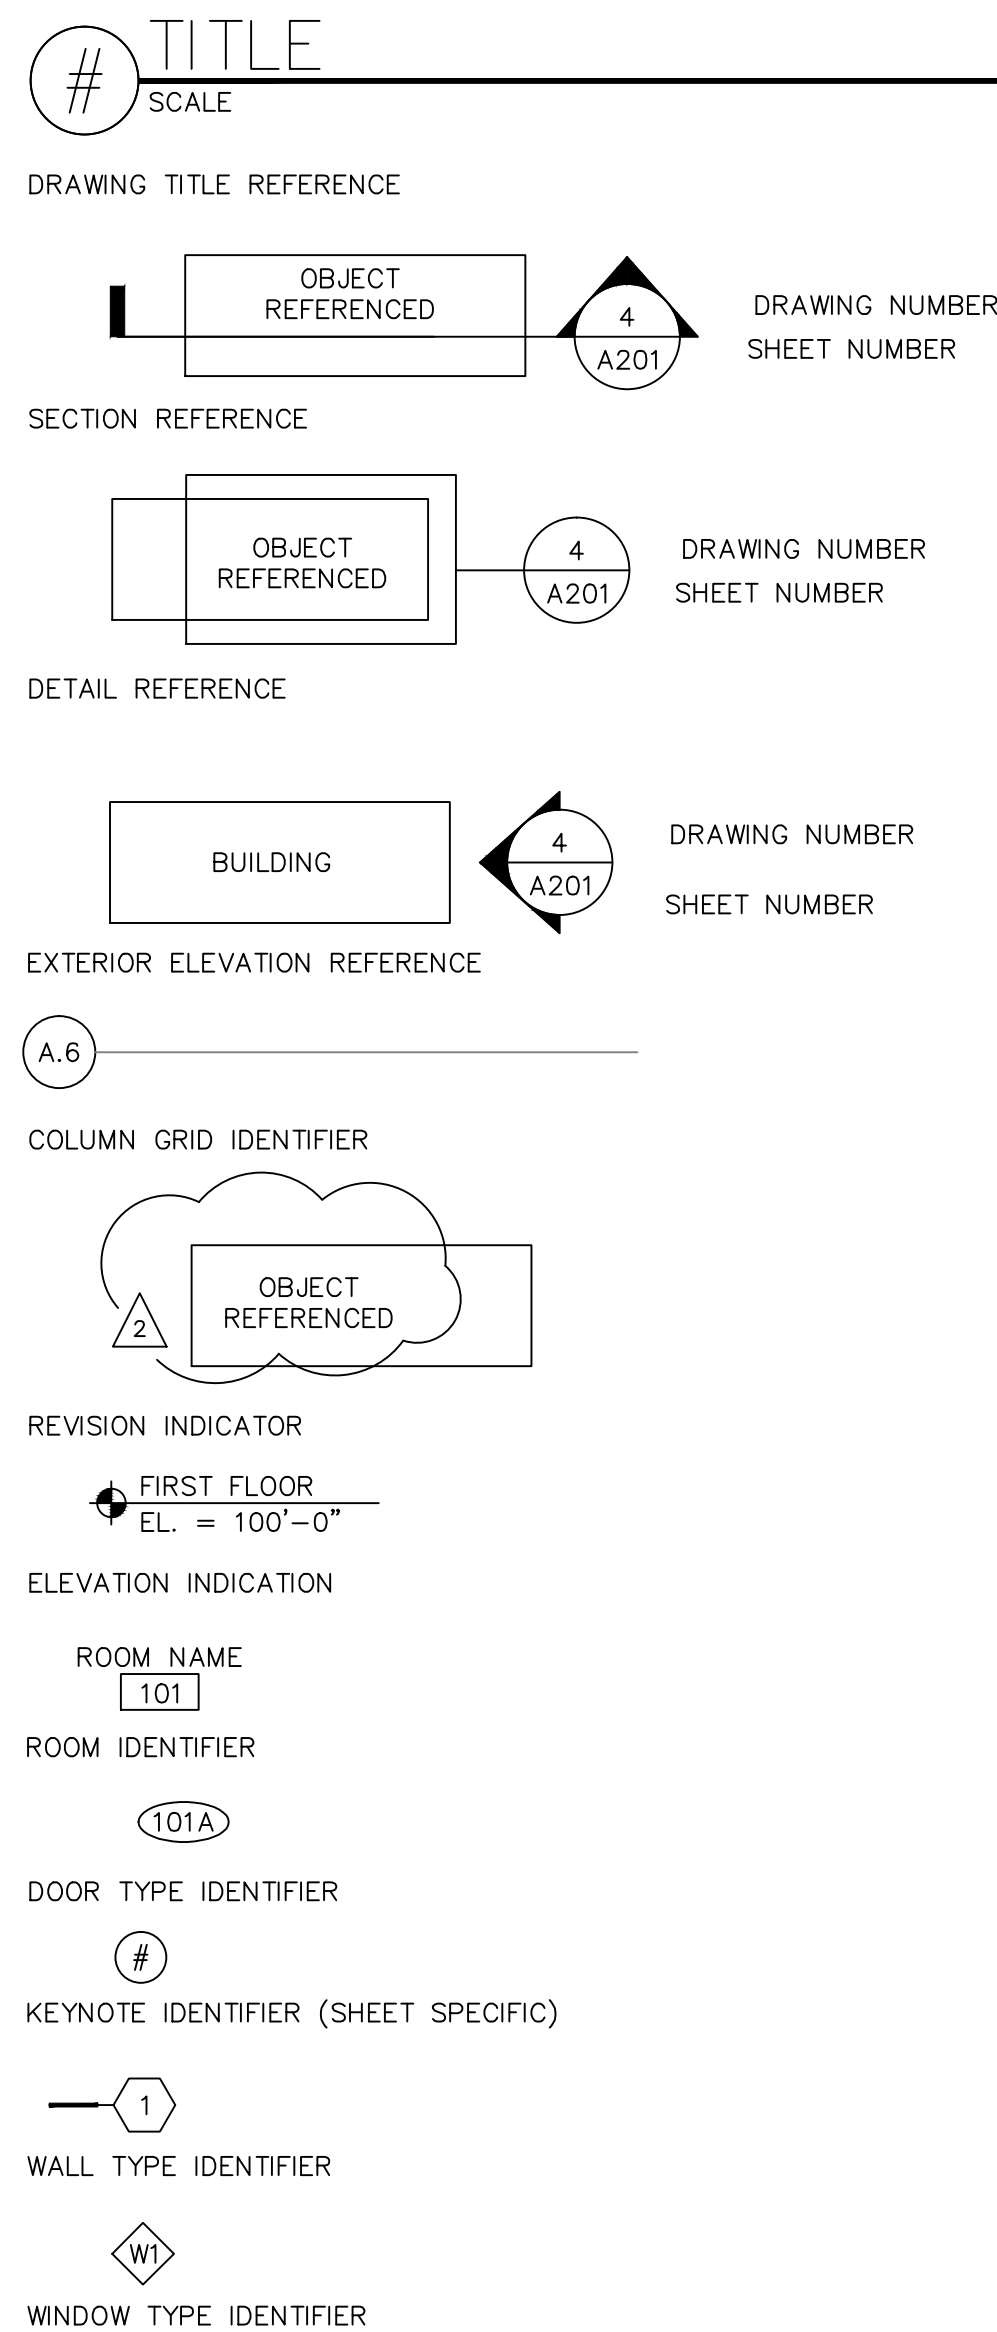 #
TITLE
SCALE
DRAWING TITLE REFERENCE
OBJECT
REFERENCED
4
A201
DRAWING NUMBER
SHEET NUMBER
SECTION REFERENCE
OBJECT
REFERENCED
4
A201
DRAWING NUMBER
SHEET NUMBER
DETAIL REFERENCE
BUILDING
4
A201
DRAWING NUMBER
SHEET NUMBER
EXTERIOR ELEVATION REFERENCE
A.6
COLUMN GRID IDENTIFIER
OBJECT
REFERENCED
2
REVISION INDICATOR
FIRST FLOOR
EL. = 100'-0"
ELEVATION INDICATION
ROOM NAME
101
ROOM IDENTIFIER
101A
DOOR TYPE IDENTIFIER
#
KEYNOTE IDENTIFIER (SHEET SPECIFIC)
1
WALL TYPE IDENTIFIER
W1
WINDOW TYPE IDENTIFIER